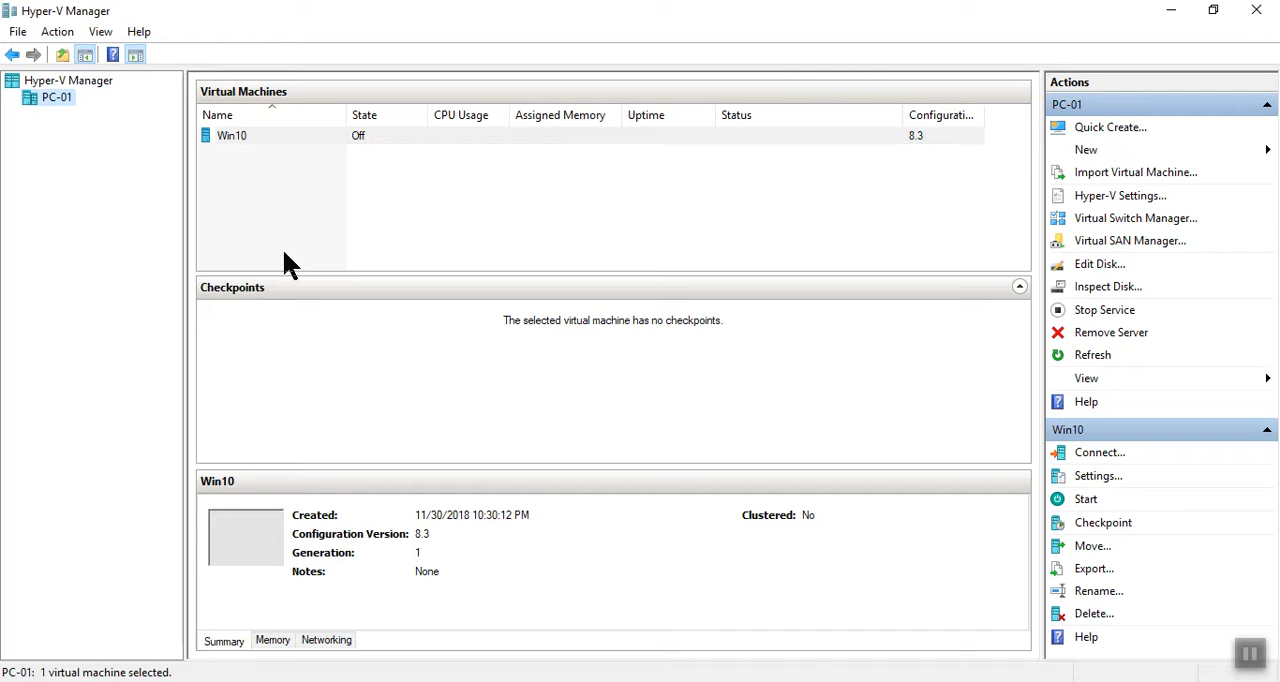 Hyper-V Manager
File Action View Help
Hyper-V Manager
PC-01
Virtual Machines
Name State CPU Usage Assigned Memory Uptime Status Configurati...
Win10 Off 8.3
Checkpoints
The selected virtual machine has no checkpoints.
Win10
Created: 11/30/2018 10:30:12 PM Clustered: No
Configuration Version: 8.3
Generation: 1
Notes: None
Summary Memory Networking
Actions
PC-01
Quick Create...
New
Import Virtual Machine...
Hyper-V Settings...
Virtual Switch Manager...
Virtual SAN Manager...
Edit Disk...
Inspect Disk...
Stop Service
Remove Server
Refresh
View
Help
Win10
Connect...
Settings...
Start
Checkpoint
Move...
Export...
Rename...
Delete...
Help
PC-01: 1 virtual machine selected.